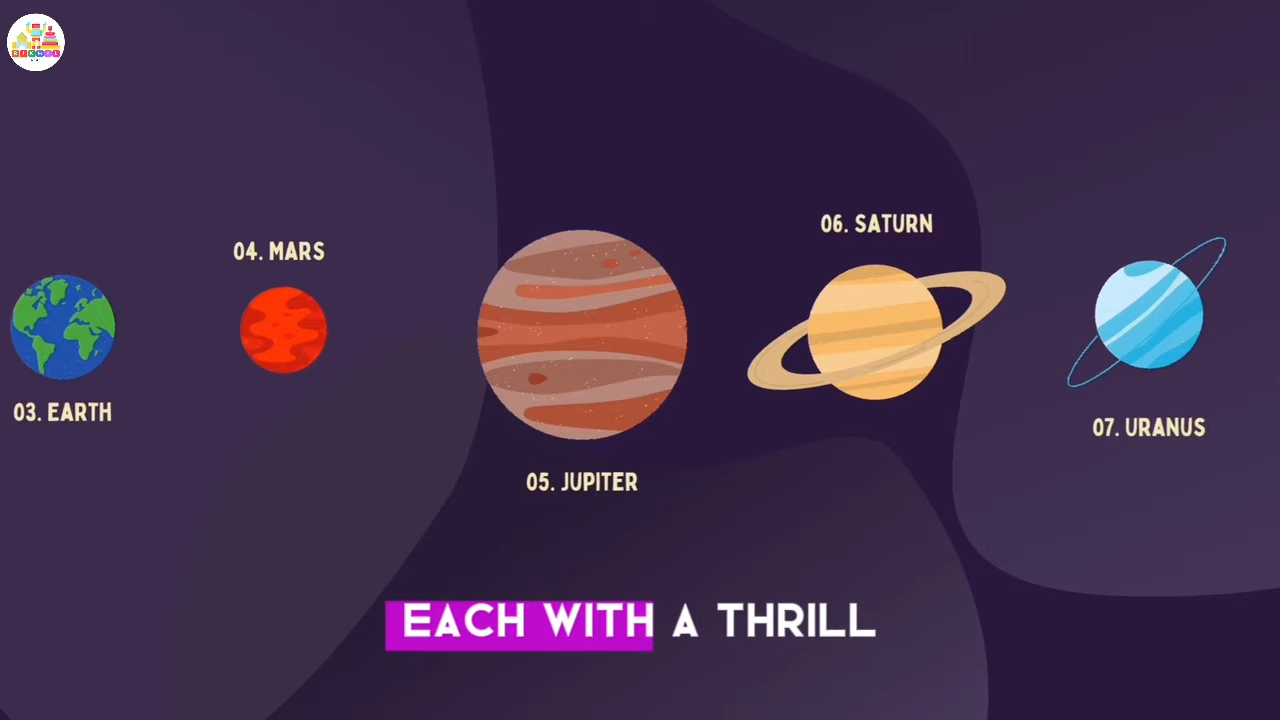 03. EARTH
04. MARS
05. JUPITER
06. SATURN
07. URANUS
EACH WITH A THRILL